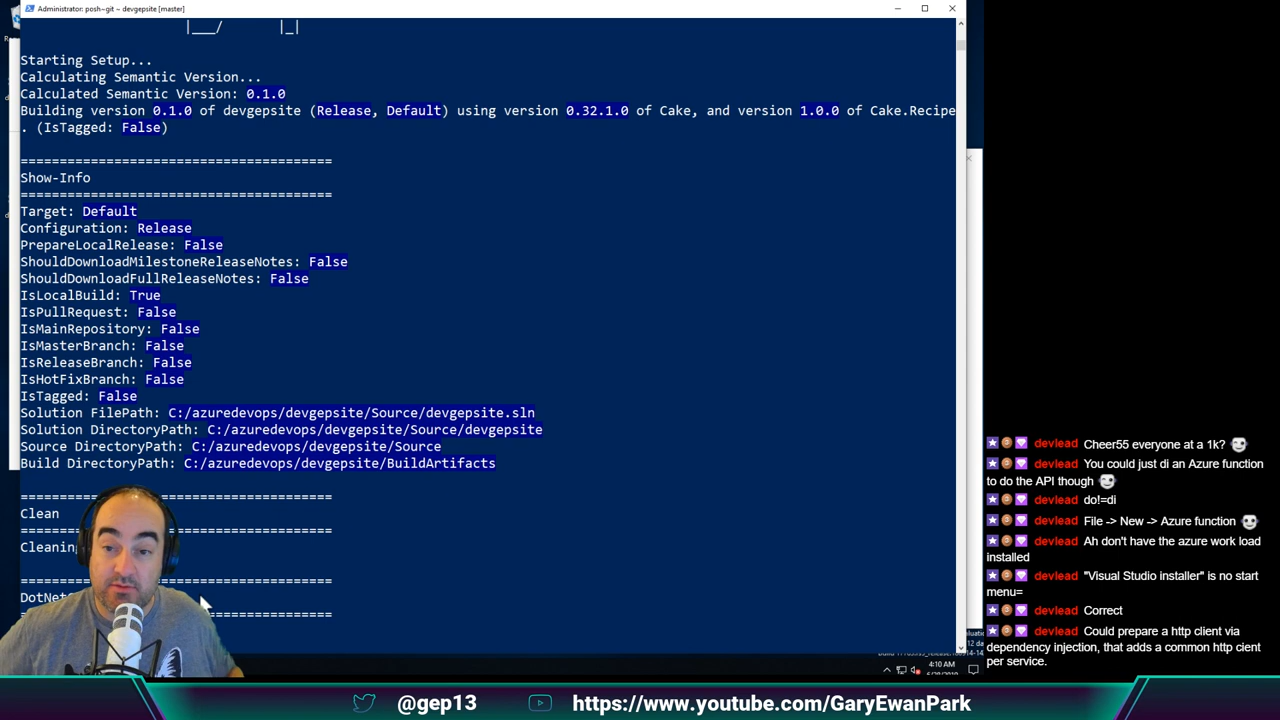 Administrator: posh~git ~ devgepsite [master]
Starting Setup...
Calculating Semantic Version...
Calculated Semantic Version: 0.1.0
Building version 0.1.0 of devgepsite (Release, Default) using version 0.32.1.0 of Cake, and version 1.0.0 of Cake.Recipe
. (IsTagged: False)
========================================
Show-Info
========================================
Target: Default
Configuration: Release
PrepareLocalRelease: False
ShouldDownloadMilestoneReleaseNotes: False
ShouldDownloadFullReleaseNotes: False
IsLocalBuild: True
IsPullRequest: False
IsMainRepository: False
IsMasterBranch: False
IsReleaseBranch: False
IsHotFixBranch: False
IsTagged: False
Solution FilePath: C:/azuredevops/devgepsite/Source/devgepsite.sln
Solution DirectoryPath: C:/azuredevops/devgepsite/Source/devgepsite
Source DirectoryPath: C:/azuredevops/devgepsite/Source
Build DirectoryPath: C:/azuredevops/devgepsite/BuildArtifacts
========================================
Clean
========================================
Cleaning
========================================
========================================
4:10 AM
devlead Cheer55 everyone at a 1k?
devlead You could just di an Azure function
to do the API though
devlead do!=di
devlead File -> New -> Azure function
devlead Ah don't have the azure work load
installed
devlead "Visual Studio installer" is no start
menu=
devlead Correct
devlead Could prepare a http client via
dependency injection, that adds a common http cient
per service.
@gep13
https://www.youtube.com/GaryEwanPark